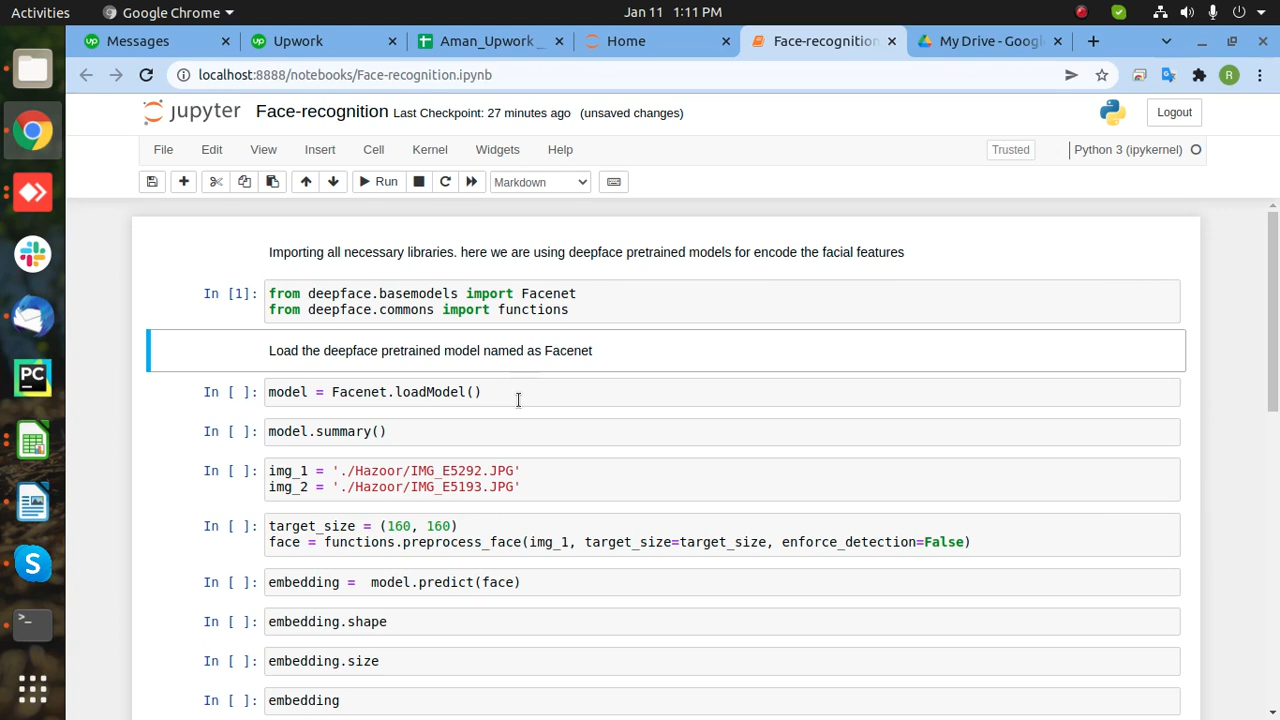 Activities
Google Chrome
Jan 11 1:11 PM
Messages
Upwork
Aman_Upwork
Home
Face-recognition
My Drive - Googl
localhost:8888/notebooks/Face-recognition.ipynb
R
jupyter
Face-recognition Last Checkpoint: 27 minutes ago (unsaved changes)
Logout
File
Edit
View
Insert
Cell
Kernel
Widgets
Help
Trusted
Python 3 (ipykernel)
Run
Markdown
Importing all necessary libraries. here we are using deepface pretrained models for encode the facial features
In [1]: from deepface.basemodels import Facenet
from deepface.commons import functions
Load the deepface pretrained model named as Facenet
In [ ]: model = Facenet.loadModel()
In [ ]: model.summary()
In [ ]: img_1 = './Hazoor/IMG_E5292.JPG'
img_2 = './Hazoor/IMG_E5193.JPG'
In [ ]: target_size = (160, 160)
face = functions.preprocess_face(img_1, target_size=target_size, enforce_detection=False)
In [ ]: embedding =  model.predict(face)
In [ ]: embedding.shape
In [ ]: embedding.size
In [ ]: embedding
PC
S